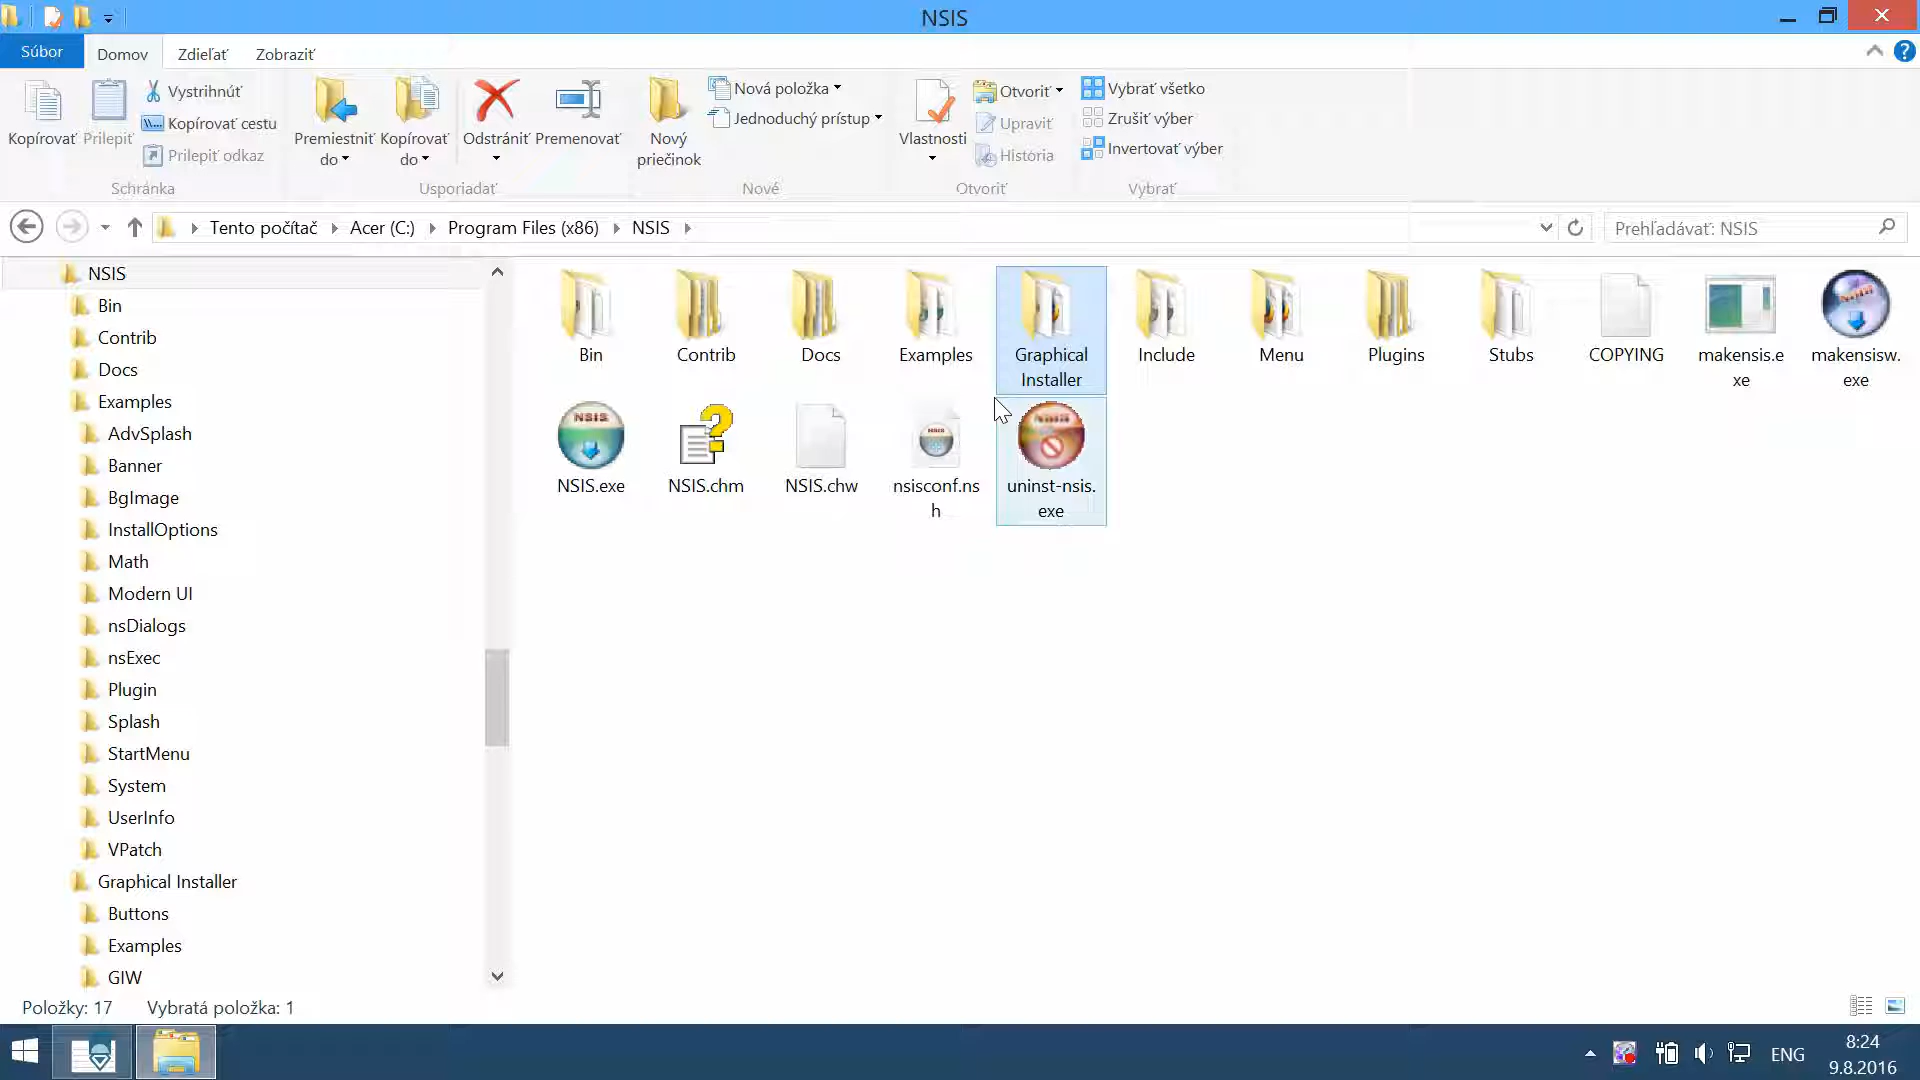 NSIS
Súbor
Domov
Zdieľať
Zobraziť
Kopírovať
Prilepiť
Vystrihnúť
Kopírovať cestu
Prilepiť odkaz
Schránka
Premiestniť do
Kopírovať do
Odstrániť
Premenovať
Usporiadať
Nový priečinok
Nová položka
Jednoduchý prístup
Nové
Vlastnosti
Otvoriť
Upraviť
História
Otvoriť
Vybrať všetko
Zrušiť výber
Invertovať výber
Vybrať
Tento počítač
Acer (C:)
Program Files (x86)
NSIS
Prehľadávať: NSIS
NSIS
Bin
Contrib
Docs
Examples
AdvSplash
Banner
BgImage
InstallOptions
Math
Modern UI
nsDialogs
nsExec
Plugin
Splash
StartMenu
System
UserInfo
VPatch
Graphical Installer
Buttons
Examples
GIW
Bin
Contrib
Docs
Examples
Graphical
Installer
Include
Menu
Plugins
Stubs
COPYING
makensis.e
xe
makensisw.
exe
NSIS.exe
NSIS.chm
NSIS.chw
nsisconf.ns
h
uninst-nsis.
exe
Položky: 17
Vybratá položka: 1
ENG
8:24
9.8.2016